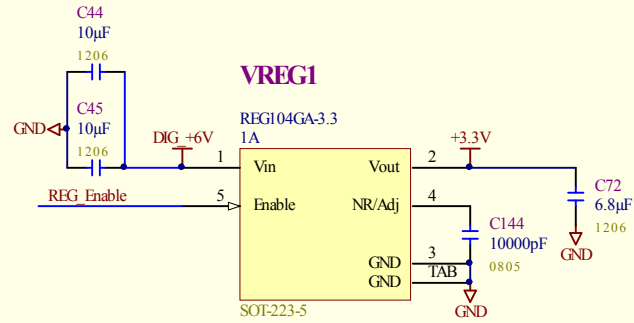 C44
10µF
1206
VREG1
C45
10µF
1206
GND
REG104GA-3.3
1A
DIG_+6V
+3.3V
1
Vin
Vout
2
5
Enable
NR/Adj
4
REG_Enable
C72
6.8µF
1206
GND
C144
10000pF
0805
GND
3
GND
TAB
GND
SOT-223-5